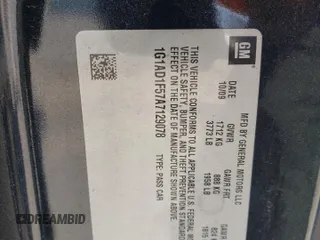 GM
MFD BY GENERAL MOTORS LLC
DATE GVWR GAWR FRT
10/09 1712 KG 888 KG
3773 LB 1958 LB
THIS VEHICLE CONFORMS TO ALL APPLICABLE U.S.
FEDERAL MOTOR VEHICLE SAFETY, BUMPER, AND THEFT
PREVENTION STANDARDS IN EFFECT ON THE DATE
OF MANUFACTURE SHOWN ABOVE.
1G1AD1F57A7129078
TYPE: PASS CAR
DREAMBID